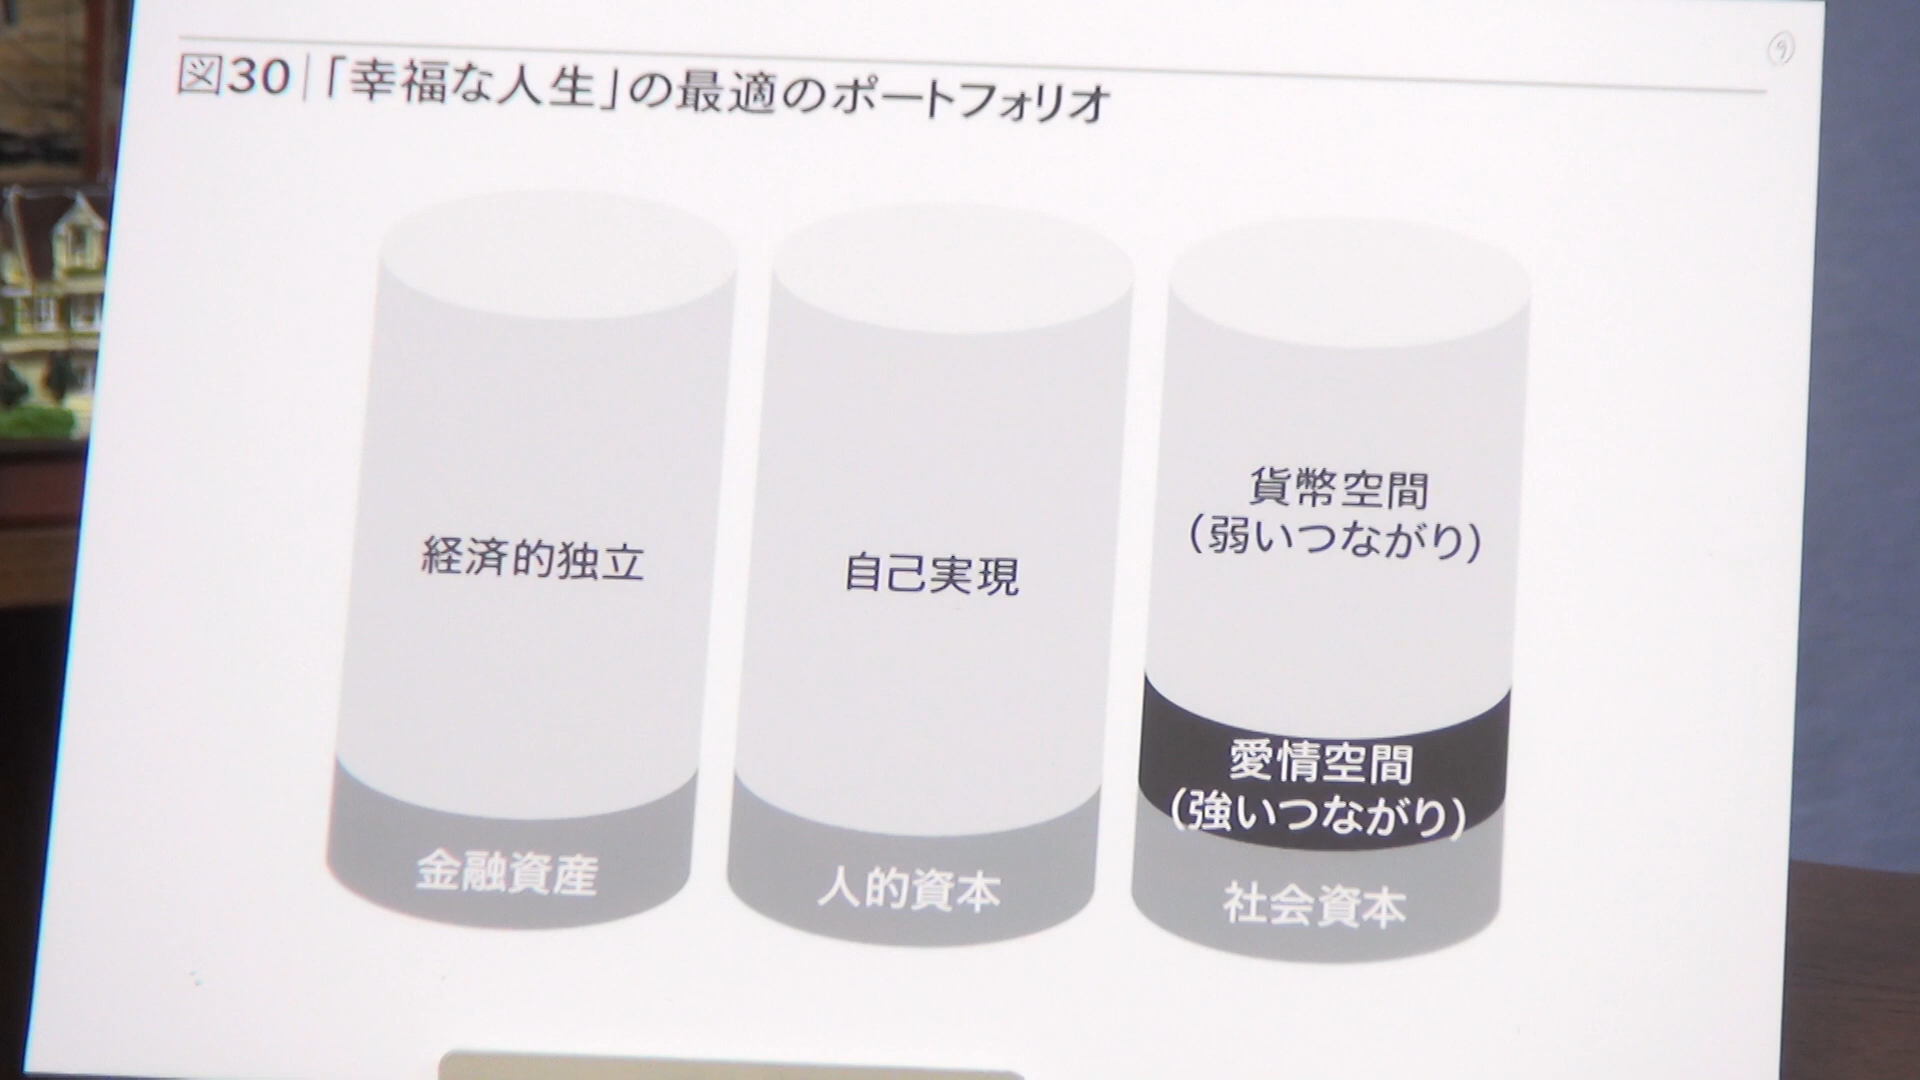 図30|「幸福な人生」の最適のポートフォリオ
9
経済的独立
金融資産
自己実現
人的資本
貨幣空間
(弱いつながり)
愛情空間
(強いつながり)
社会資本